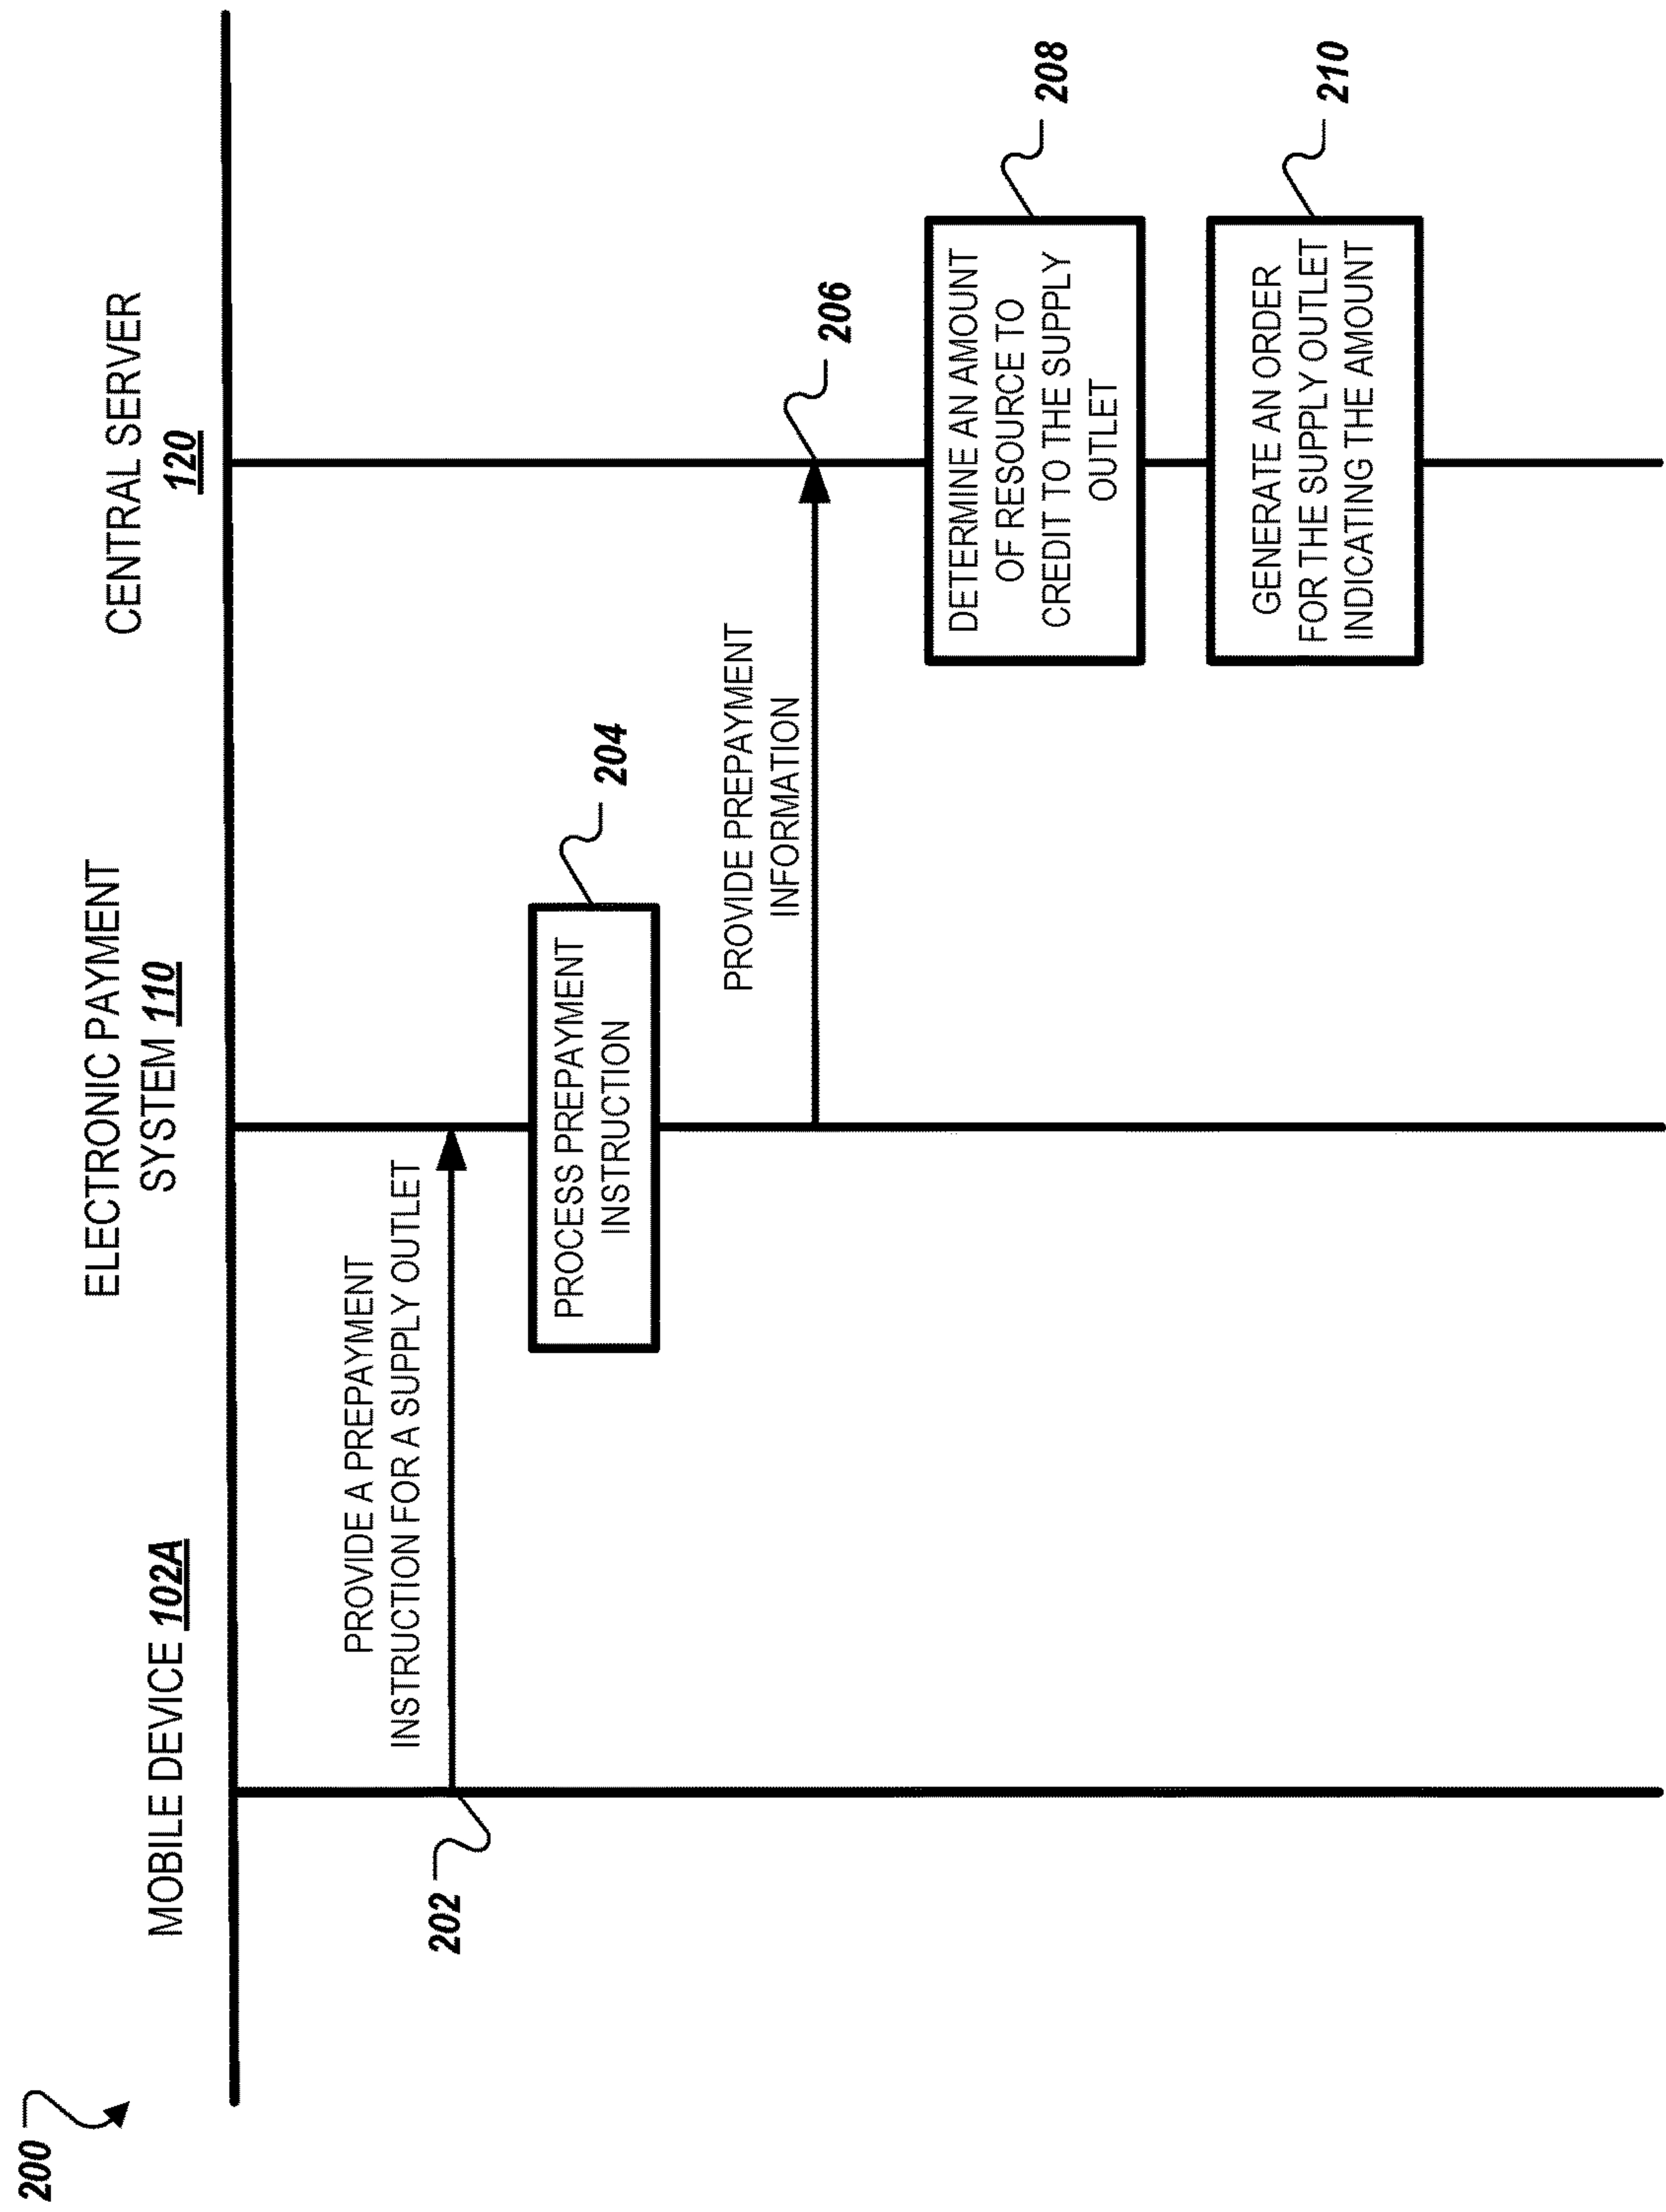 200
MOBILE DEVICE 102A
ELECTRONIC PAYMENT
SYSTEM 110
CENTRAL SERVER
120
PROVIDE A PREPAYMENT
INSTRUCTION FOR A SUPPLY OUTLET
202
PROCESS PREPAYMENT
INSTRUCTION
204
PROVIDE PREPAYMENT
INFORMATION
206
DETERMINE AN AMOUNT
OF RESOURCE TO
CREDIT TO THE SUPPLY
OUTLET
208
GENERATE AN ORDER
FOR THE SUPPLY OUTLET
INDICATING THE AMOUNT
210